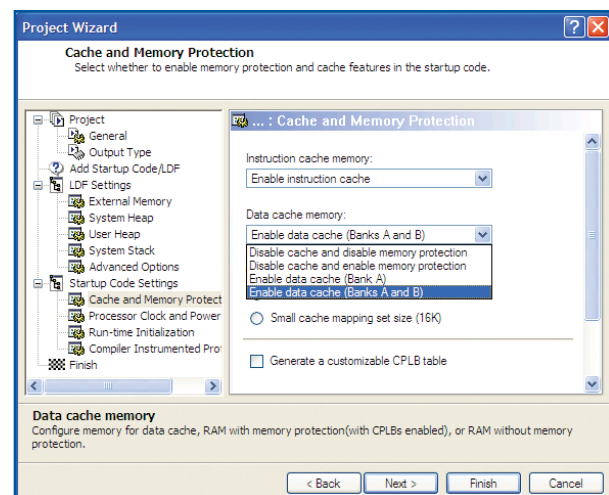 Project Wizard
Cache and Memory Protection
Select whether to enable memory protection and cache features in the startup code.
Project
General
Output Type
Add Startup Code/LDF
LDF Settings
External Memory
System Heap
User Heap
System Stack
Advanced Options
Startup Code Settings
Cache and Memory Protect
Processor Clock and Power
Run-time Initialization
Compiler Instrumented Pro
Finish
... : Cache and Memory Protection
Instruction cache memory:
Enable instruction cache
Data cache memory:
Enable data cache (Banks A and B)
Disable cache and disable memory protection
Disable cache and enable memory protection
Enable data cache (Bank A)
Enable data cache (Banks A and B)
Small cache mapping set size (16K)
Generate a customizable CPLB table
Data cache memory
Configure memory for data cache, RAM with memory protection(with CPLBs enabled), or RAM without memory
protection.
< Back
Next >
Finish
Cancel